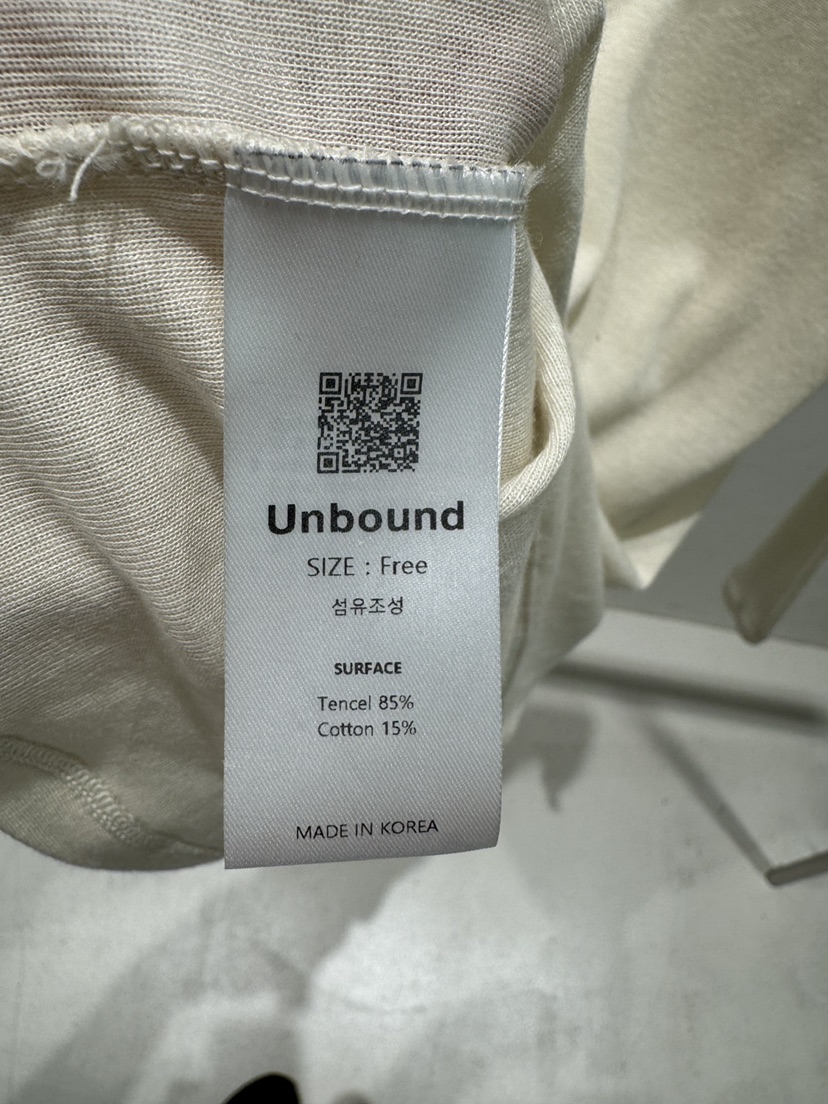 Unbound
SIZE : Free
섬유조성
SURFACE
Tencel 85%
Cotton 15%
MADE IN KOREA